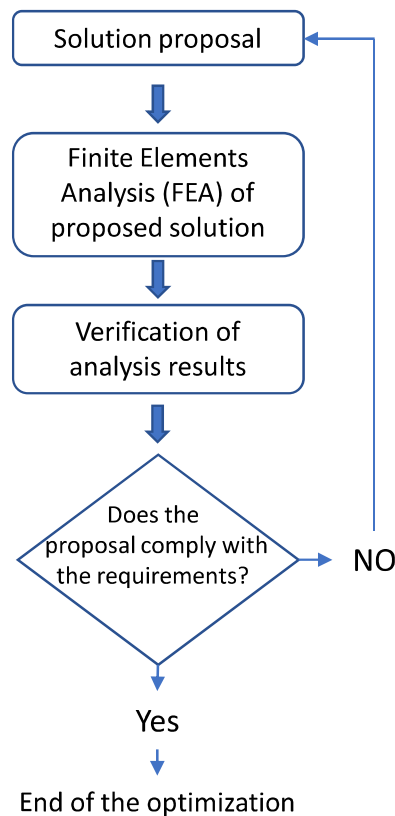 Solution proposal
Finite Elements
Analysis (FEA) of
proposed solution
Verification of
analysis results
Does the
proposal comply with
the requirements?
NO
Yes
End of the optimization